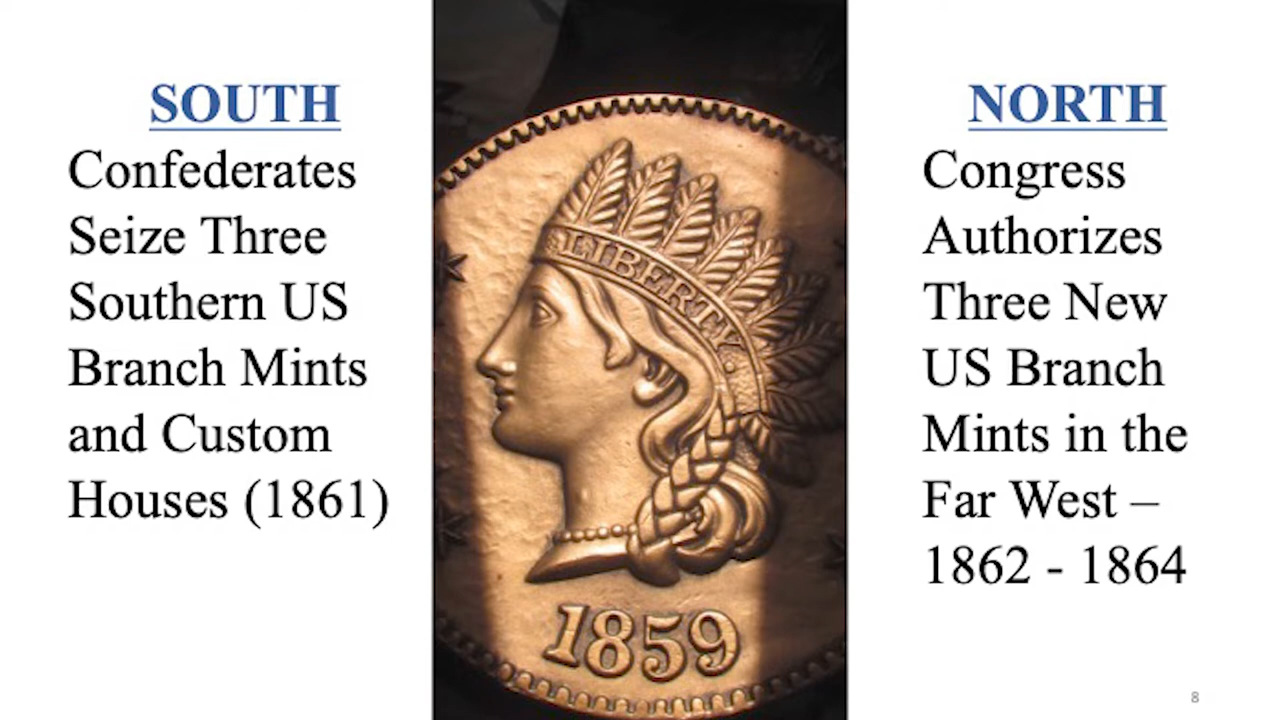 SOUTH
Confederates
Seize Three
Southern US
Branch Mints
and Custom
Houses (1861)
LIBERTY
1859
NORTH
Congress
Authorizes
Three New
US Branch
Mints in the
Far West –
1862 - 1864
8